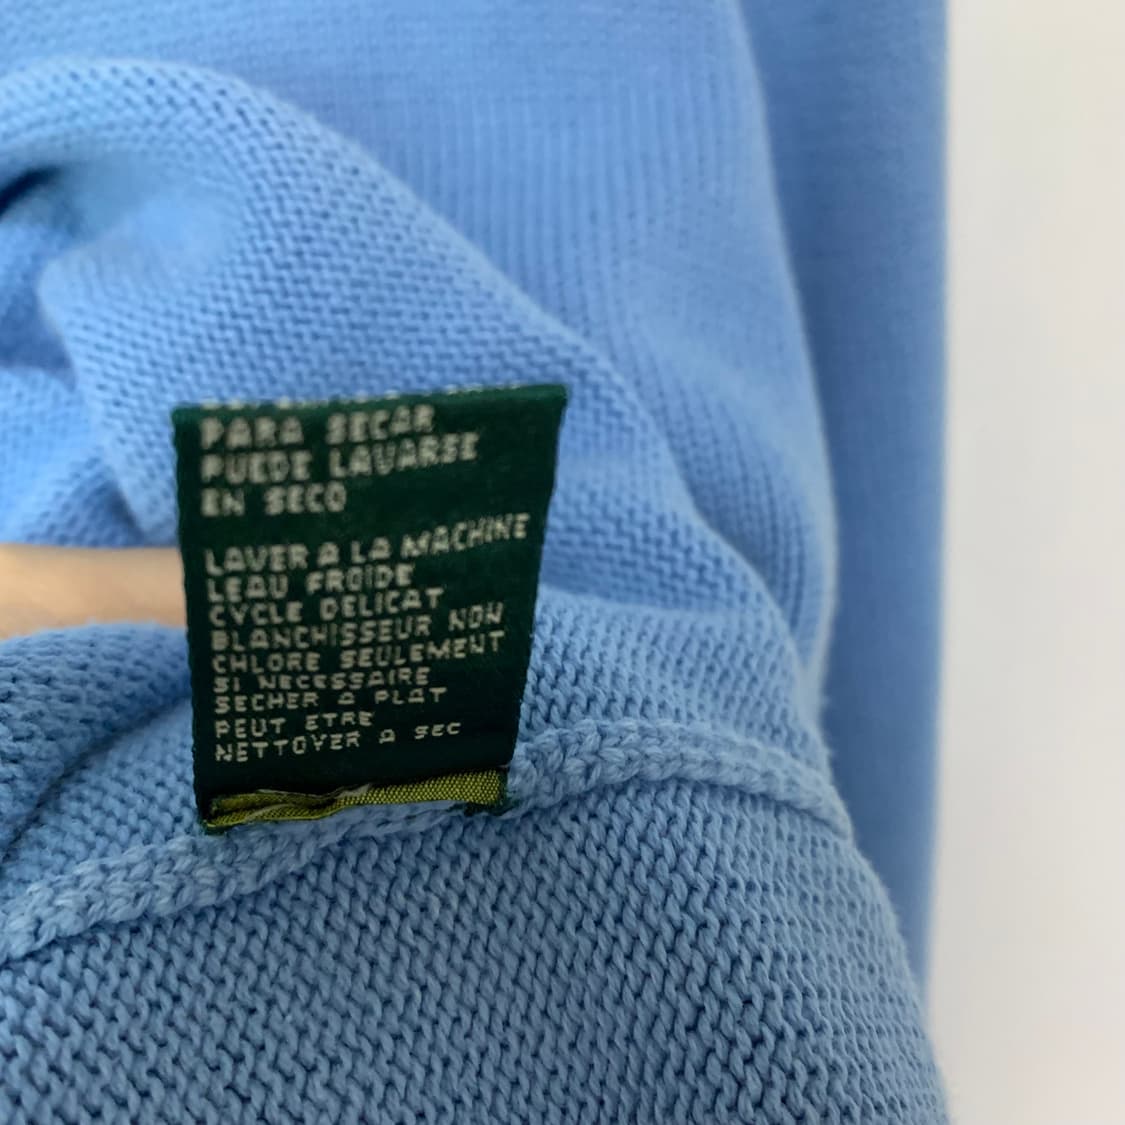 PARA SECAR
PUEDE LAVARSE
EN SECO
LAVER A LA MACHINE
LEAU FROIDE
CYCLE DELICAT
BLANCHISSEUR NON
CHLORE SEULEMENT
SI NECESSAIRE
SECHER A PLAT
PEUT ETRE
NETTOYER A SEC